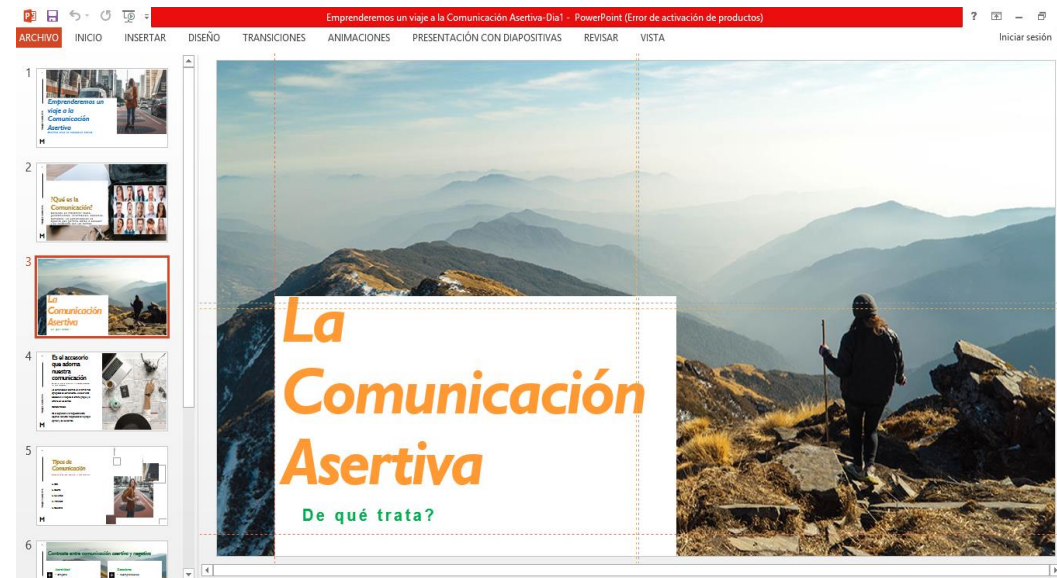 Emprenderemos un viaje a la Comunicación Asertiva-Dia1 - PowerPoint (Error de activación de productos)
?
ARCHIVO INICIO INSERTAR DISEÑO TRANSICIONES ANIMACIONES PRESENTACIÓN CON DIAPOSITIVAS REVISAR VISTA Iniciar sesión
1
Emprenderemos un
viaje a la
Comunicación
Asertiva
M
2
?Qué es la
Comunicación?
M
3
La
Comunicación
Asertiva
4
Es el accesorio
que adorna
nuestra
comunicación
M
5
Tipos de
Comunicación
M
6
Contraste entre comunicación asertiva y negativa
La
Comunicación
Asertiva
De qué trata?